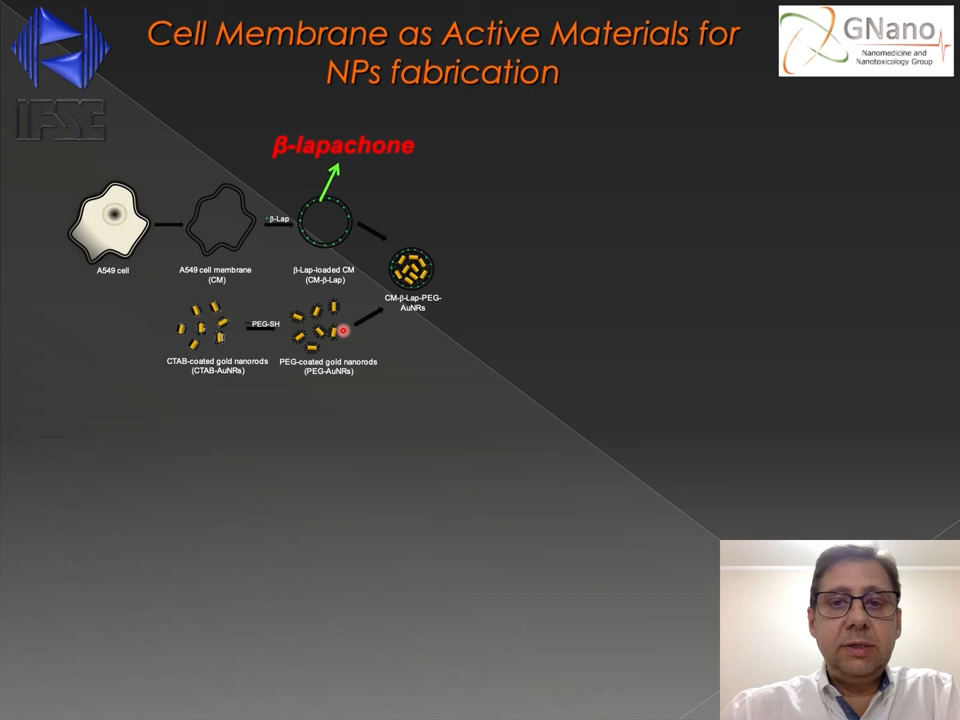 Cell Membrane as Active Materials for
NPs fabrication
GNano
Nanomedicine and
Nanotoxicology Group
IFSC
β-lapachone
β-Lap
A549 cell
A549 cell membrane
(CM)
β-Lap-loaded CM
(CM-β-Lap)
CM-β-Lap-PEG-
AuNRs
PEG-SH
CTAB-coated gold nanorods
(CTAB-AuNRs)
PEG-coated gold nanorods
(PEG-AuNRs)